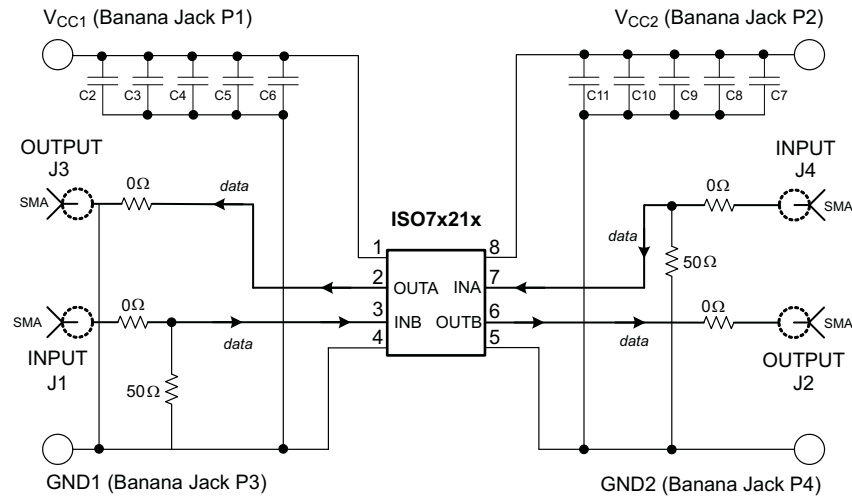 V_CC1 (Banana Jack P1)
V_CC2 (Banana Jack P2)
C2
C3
C4
C5
C6
C11
C10
C9
C8
C7
OUTPUT
J3
INPUT
J4
0Ω
0Ω
SMA
SMA
data
data
ISO7x21x
50Ω
1
8
2
7
OUTA
INA
3
6
INB
OUTB
4
5
0Ω
0Ω
SMA
SMA
data
data
INPUT
J1
OUTPUT
J2
50Ω
GND1 (Banana Jack P3)
GND2 (Banana Jack P4)